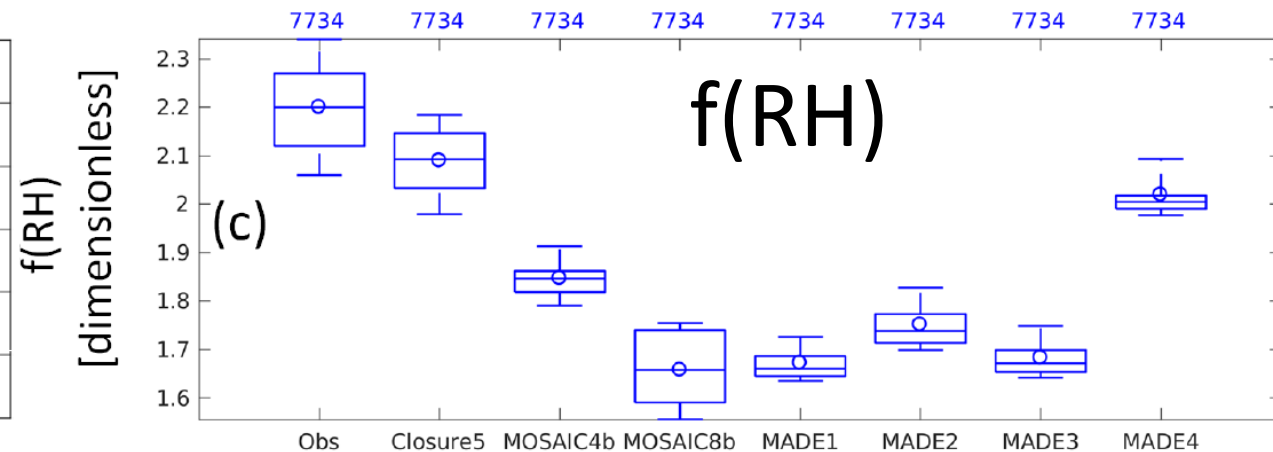 7734 7734 7734 7734 7734 7734 7734 7734
f(RH)
f(RH)
[dimensionless]
(c)
2.3
2.2
2.1
2
1.9
1.8
1.7
1.6
Obs Closure5 MOSAIC4b MOSAIC8b MADE1 MADE2 MADE3 MADE4